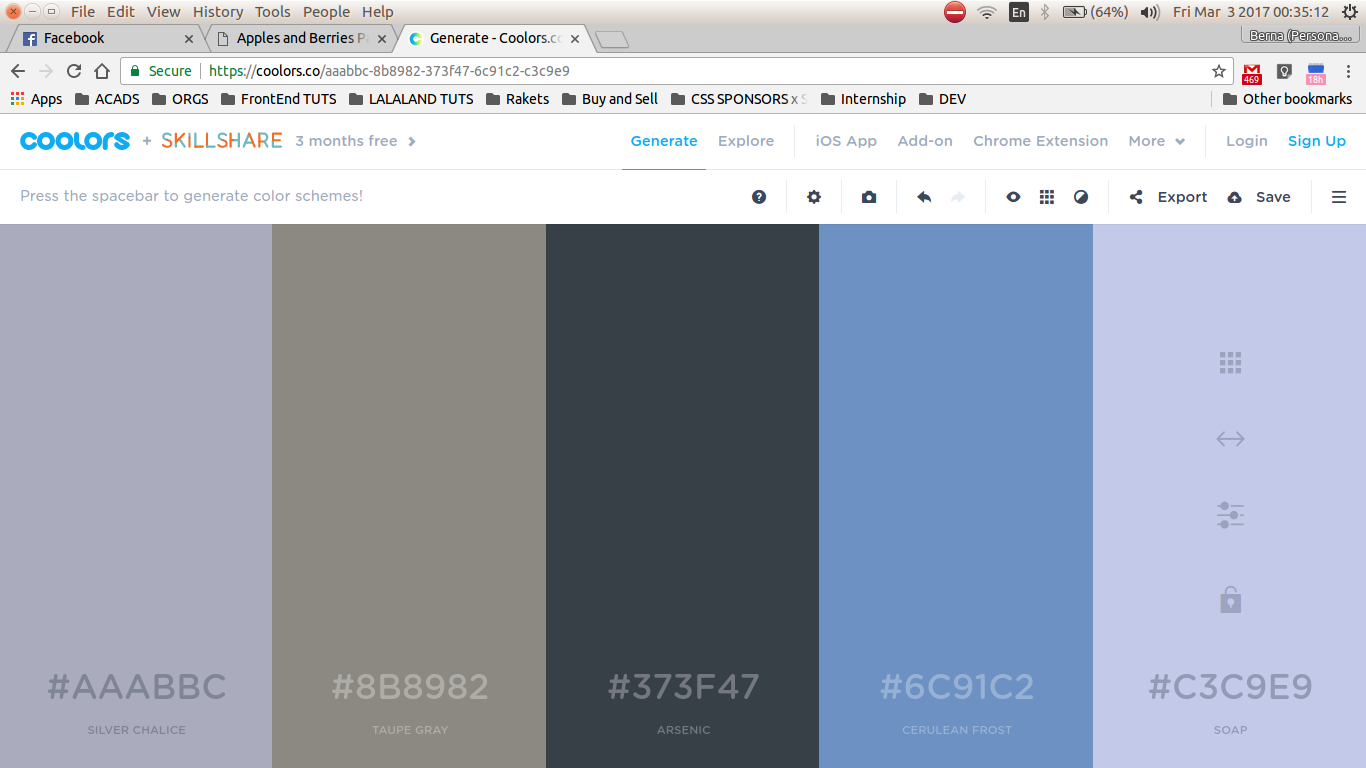 File Edit View History Tools People Help
En (64%) Fri Mar 3 2017 00:35:12
Facebook Apples and Berries P Generate - Coolors.co Berna (Persona...
Secure https://coolors.co/aaabbc-8b8982-373f47-6c91c2-c3c9e9 469 18h
Apps ACADS ORGS FrontEnd TUTS LALALAND TUTS Rakets Buy and Sell CSS SPONSORS x S Internship DEV Other bookmarks
coolors + SKILLSHARE 3 months free Generate Explore iOS App Add-on Chrome Extension More Login Sign Up
Press the spacebar to generate color schemes! Export Save
#AAABBC #8B8982 #373F47 #6C91C2 #C3C9E9
SILVER CHALICE TAUPE GRAY ARSENIC CERULEAN FROST SOAP